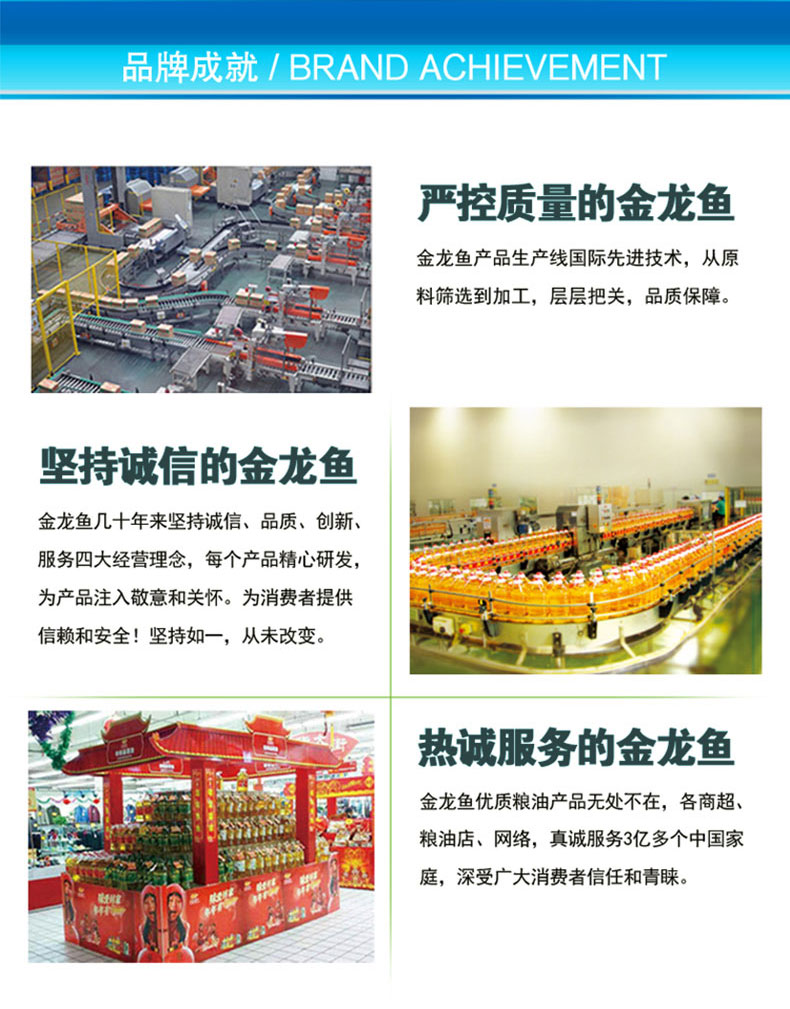 品牌成就 / BRAND ACHIEVEMENT
严控质量的金龙鱼
金龙鱼产品生产线国际先进技术，从原
料筛选到加工，层层把关，品质保障。
坚持诚信的金龙鱼
金龙鱼几十年来坚持诚信、品质、创新、
服务四大经营理念，每个产品精心研发，
为产品注入敬意和关怀。为消费者提供
信赖和安全！坚持如一，从未改变。
热诚服务的金龙鱼
金龙鱼优质粮油产品无处不在，各商超、
粮油店、网络，真诚服务3亿多个中国家
庭，深受广大消费者信任和青睐。